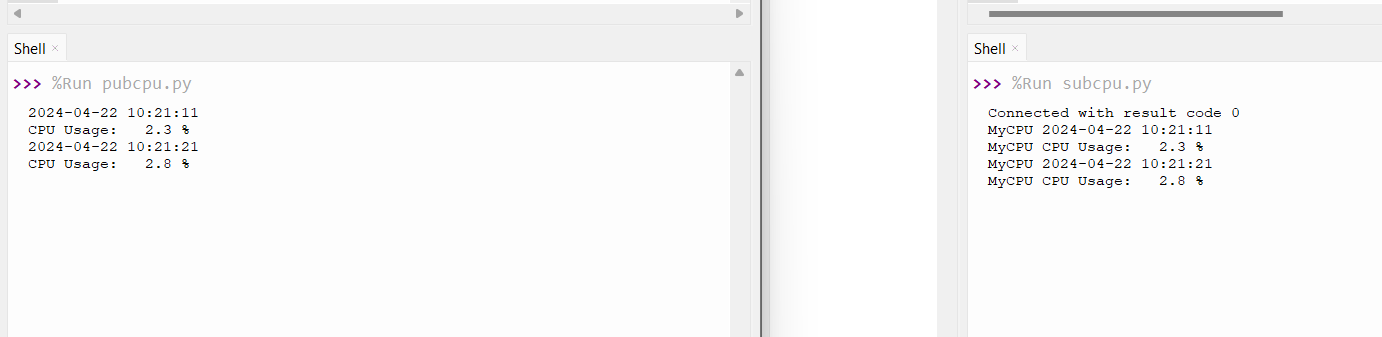 Shell ×
>>> %Run pubcpu.py
2024-04-22 10:21:11
CPU Usage:   2.3 %
2024-04-22 10:21:21
CPU Usage:   2.8 %
Shell ×
>>> %Run subcpu.py
Connected with result code 0
MyCPU 2024-04-22 10:21:11
MyCPU CPU Usage:   2.3 %
MyCPU 2024-04-22 10:21:21
MyCPU CPU Usage:   2.8 %